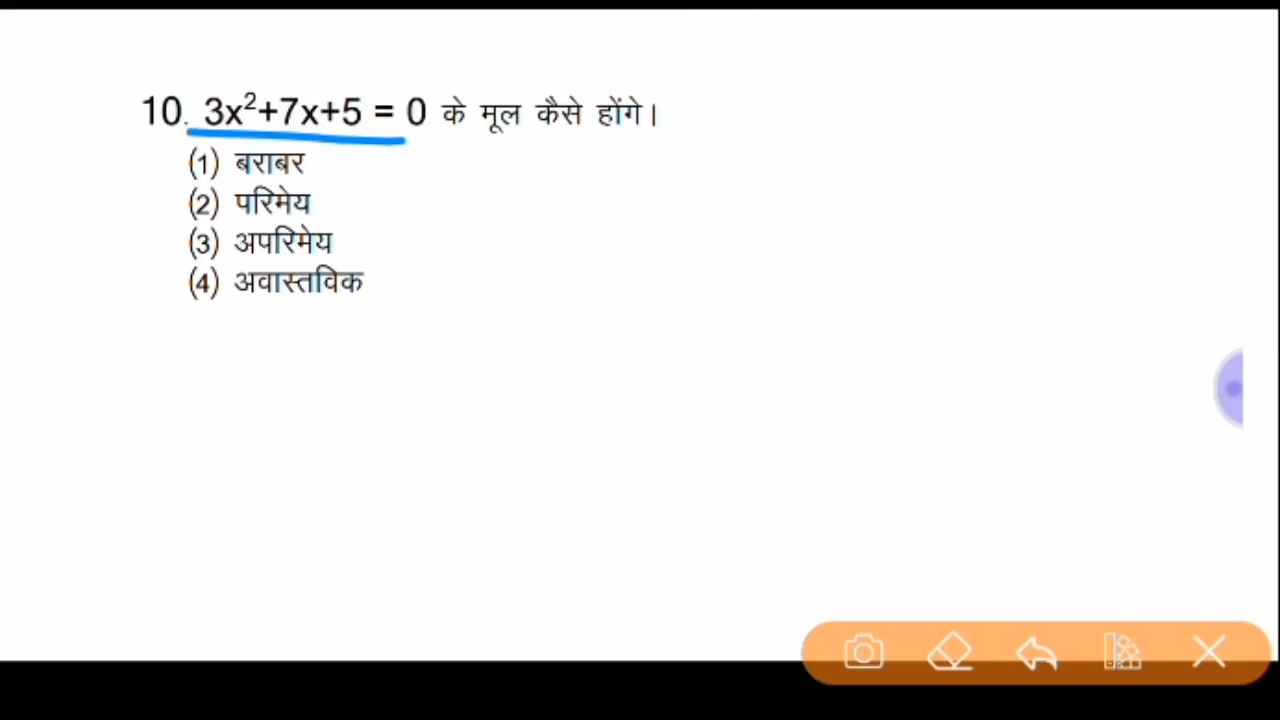 10. 3x²+7x+5 = 0 के मूल कैसे होंगे।
(1) बराबर
(2) परिमेय
(3) अपरिमेय
(4) अवास्तविक